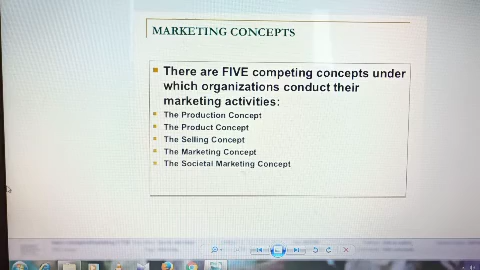 MARKETING CONCEPTS
There are FIVE competing concepts under
which organizations conduct their
marketing activities:
The Production Concept
The Product Concept
The Selling Concept
The Marketing Concept
The Societal Marketing Concept